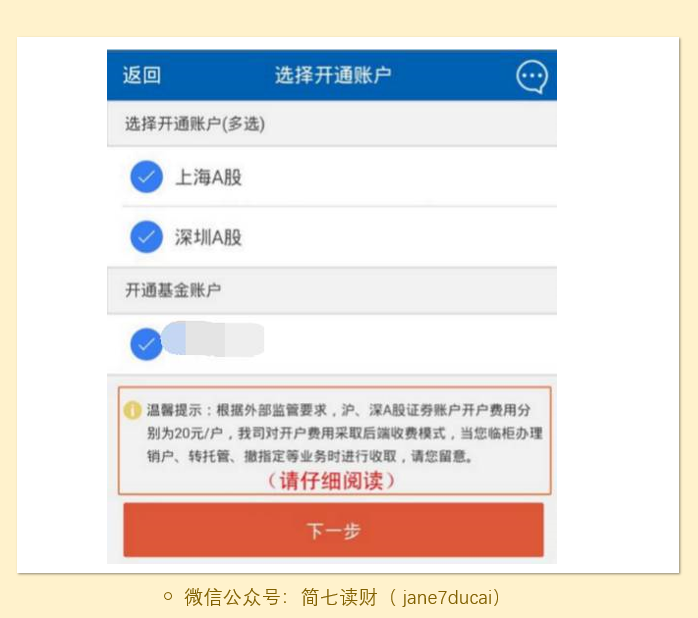 返回 选择开通账户
选择开通账户(多选)
上海A股
深圳A股
开通基金账户
温馨提示：根据外部监管要求，沪、深A股证券账户开户费用分
别为20元/户，我司对开户费用采取后端收费模式，当您临柜办理
销户、转托管、撤指定等业务时进行收取，请您留意。
（请仔细阅读）
下一步
微信公众号：简七读财（ jane7ducai）